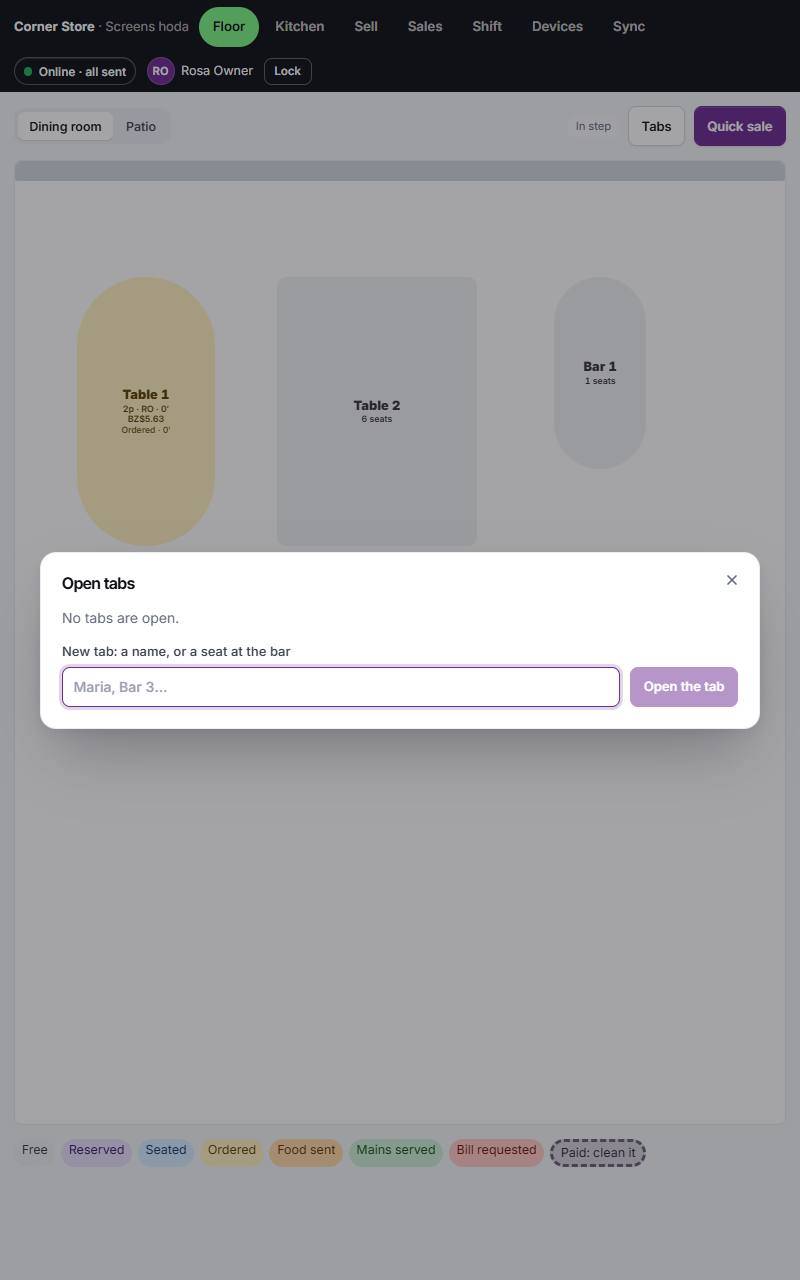 Corner Store · Screens hoda
Floor
Kitchen
Sell
Sales
Shift
Devices
Sync
Online · all sent
RO
Rosa Owner
Lock
Dining room
Patio
In step
Tabs
Quick sale
Table 1
2p · RO · 0'
BZ$5.63
Ordered · 0'
Table 2
6 seats
Bar 1
1 seats
Open tabs
×
No tabs are open.
New tab: a name, or a seat at the bar
Maria, Bar 3...
Open the tab
Free
Reserved
Seated
Ordered
Food sent
Mains served
Bill requested
Paid: clean it